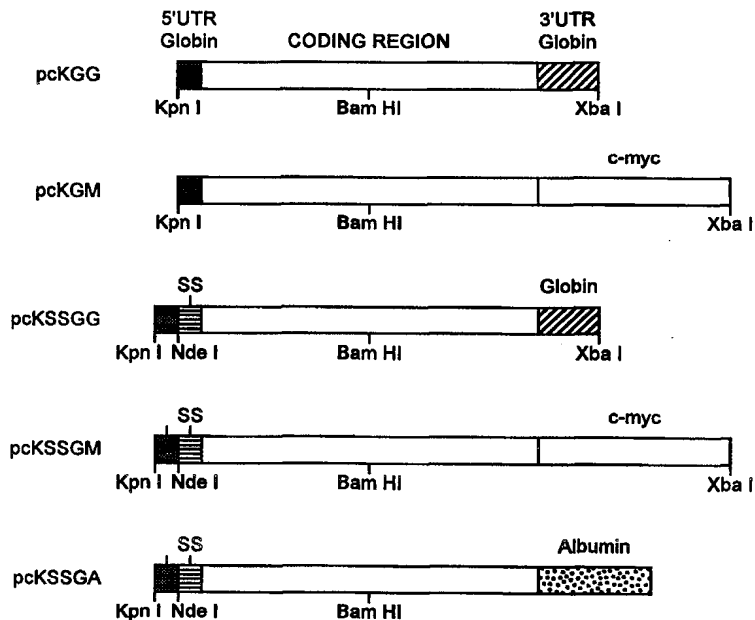 5'UTR Globin
CODING REGION
3'UTR Globin
pcKGG
Kpn I
Bam HI
Xba I
c-myc
pcKGM
Kpn I
Bam HI
Xba I
SS
Globin
pcKSSGG
Kpn I
Nde I
Bam HI
Xba I
SS
c-myc
pcKSSGM
Kpn I
Nde I
Bam HI
Xba I
SS
Albumin
pcKSSGA
Kpn I
Nde I
Bam HI